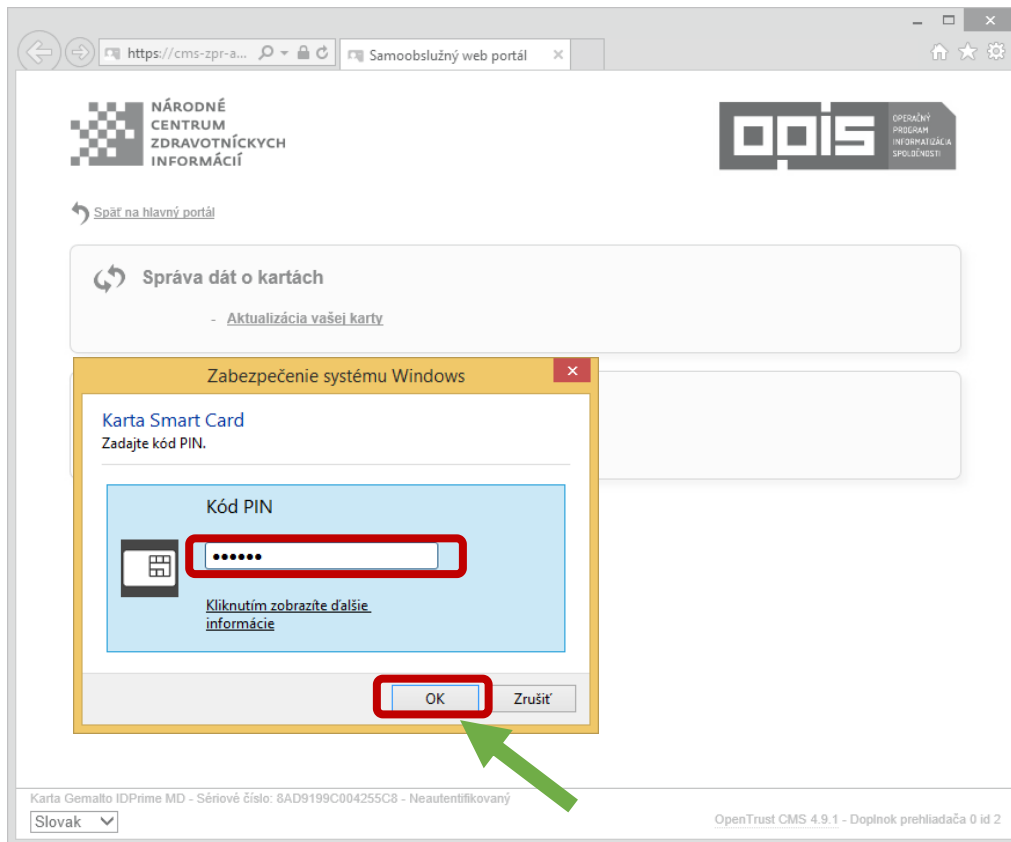 https://cms-zpr-a...
Samoobslužný web portál
NÁRODNÉ
CENTRUM
ZDRAVOTNÍCKYCH
INFORMÁCIÍ
opis
OPERAČNÝ
PROGRAM
INFORMATIZÁCIA
SPOLOČNOSTI
Späť na hlavný portál
Správa dát o kartách
- Aktualizácia vašej karty
Zabezpečenie systému Windows
Karta Smart Card
Zadajte kód PIN.
Kód PIN
••••••
Kliknutím zobrazíte ďalšie
informácie
OK
Zrušiť
Karta Gemalto IDPrime MD - Sériové číslo: 8AD9199C004255C8 - Neautentifikovaný
Slovak
OpenTrust CMS 4.9.1 - Doplnok prehliadača 0 id 2